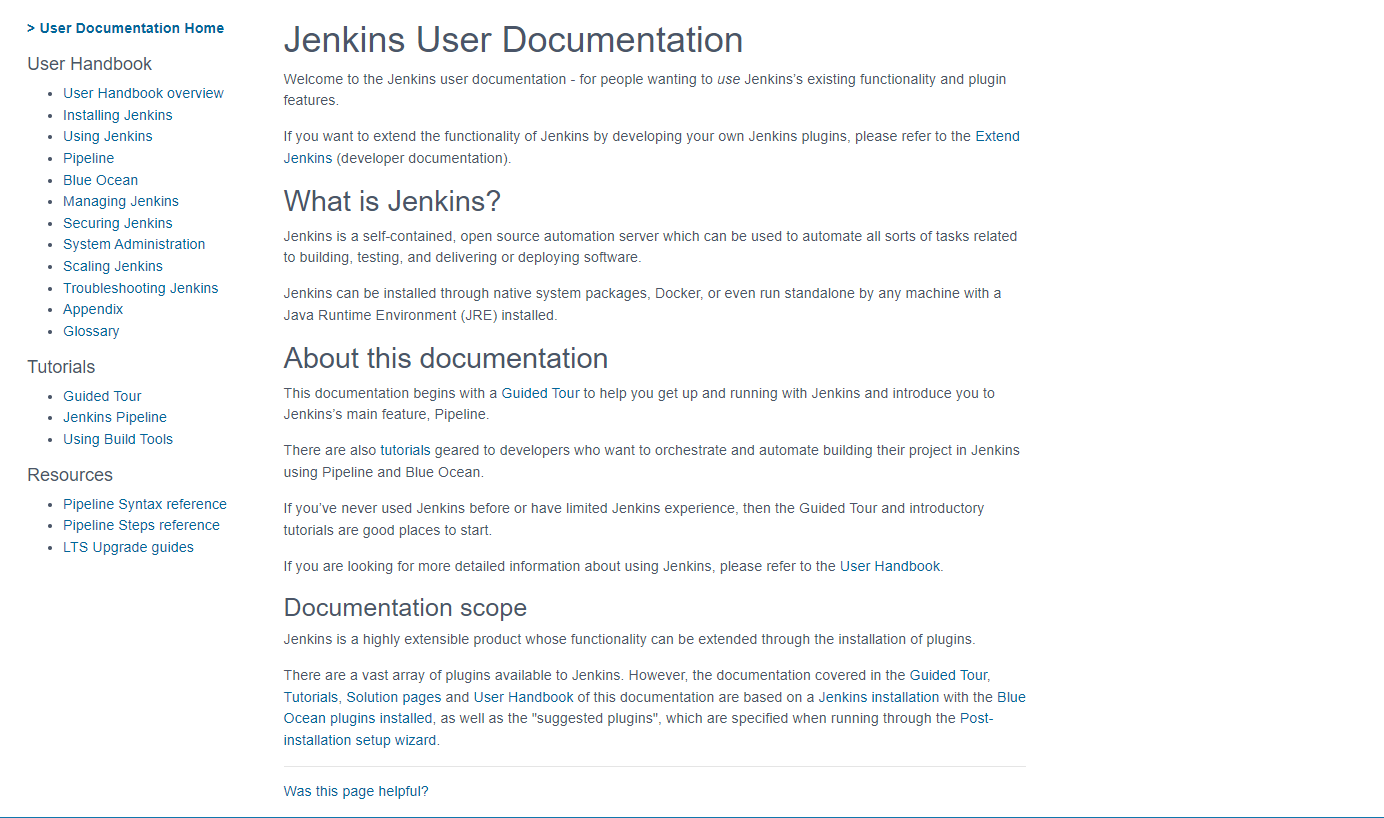 > User Documentation Home
User Handbook
User Handbook overview
Installing Jenkins
Using Jenkins
Pipeline
Blue Ocean
Managing Jenkins
Securing Jenkins
System Administration
Scaling Jenkins
Troubleshooting Jenkins
Appendix
Glossary
Tutorials
Guided Tour
Jenkins Pipeline
Using Build Tools
Resources
Pipeline Syntax reference
Pipeline Steps reference
LTS Upgrade guides
Jenkins User Documentation
Welcome to the Jenkins user documentation - for people wanting to use Jenkins's existing functionality and plugin
features.
If you want to extend the functionality of Jenkins by developing your own Jenkins plugins, please refer to the Extend
Jenkins (developer documentation).
What is Jenkins?
Jenkins is a self-contained, open source automation server which can be used to automate all sorts of tasks related
to building, testing, and delivering or deploying software.
Jenkins can be installed through native system packages, Docker, or even run standalone by any machine with a
Java Runtime Environment (JRE) installed.
About this documentation
This documentation begins with a Guided Tour to help you get up and running with Jenkins and introduce you to
Jenkins's main feature, Pipeline.
There are also tutorials geared to developers who want to orchestrate and automate building their project in Jenkins
using Pipeline and Blue Ocean.
If you've never used Jenkins before or have limited Jenkins experience, then the Guided Tour and introductory
tutorials are good places to start.
If you are looking for more detailed information about using Jenkins, please refer to the User Handbook.
Documentation scope
Jenkins is a highly extensible product whose functionality can be extended through the installation of plugins.
There are a vast array of plugins available to Jenkins. However, the documentation covered in the Guided Tour,
Tutorials, Solution pages and User Handbook of this documentation are based on a Jenkins installation with the Blue
Ocean plugins installed, as well as the "suggested plugins", which are specified when running through the Post-
installation setup wizard.
Was this page helpful?